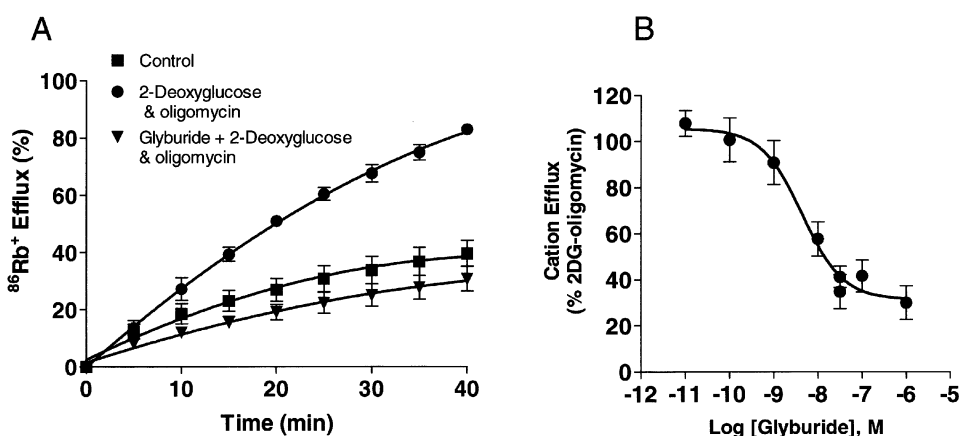 A
Control
2-Deoxyglucose
& oligomycin
Glyburide + 2-Deoxyglucose
& oligomycin
100
80
60
40
20
0
86Rb+ Efflux (%)
0 10 20 30 40
Time (min)
B
120
100
80
60
40
20
0
Cation Efflux
(% 2DG-oligomycin)
-12 -11 -10 -9 -8 -7 -6 -5
Log [Glyburide], M